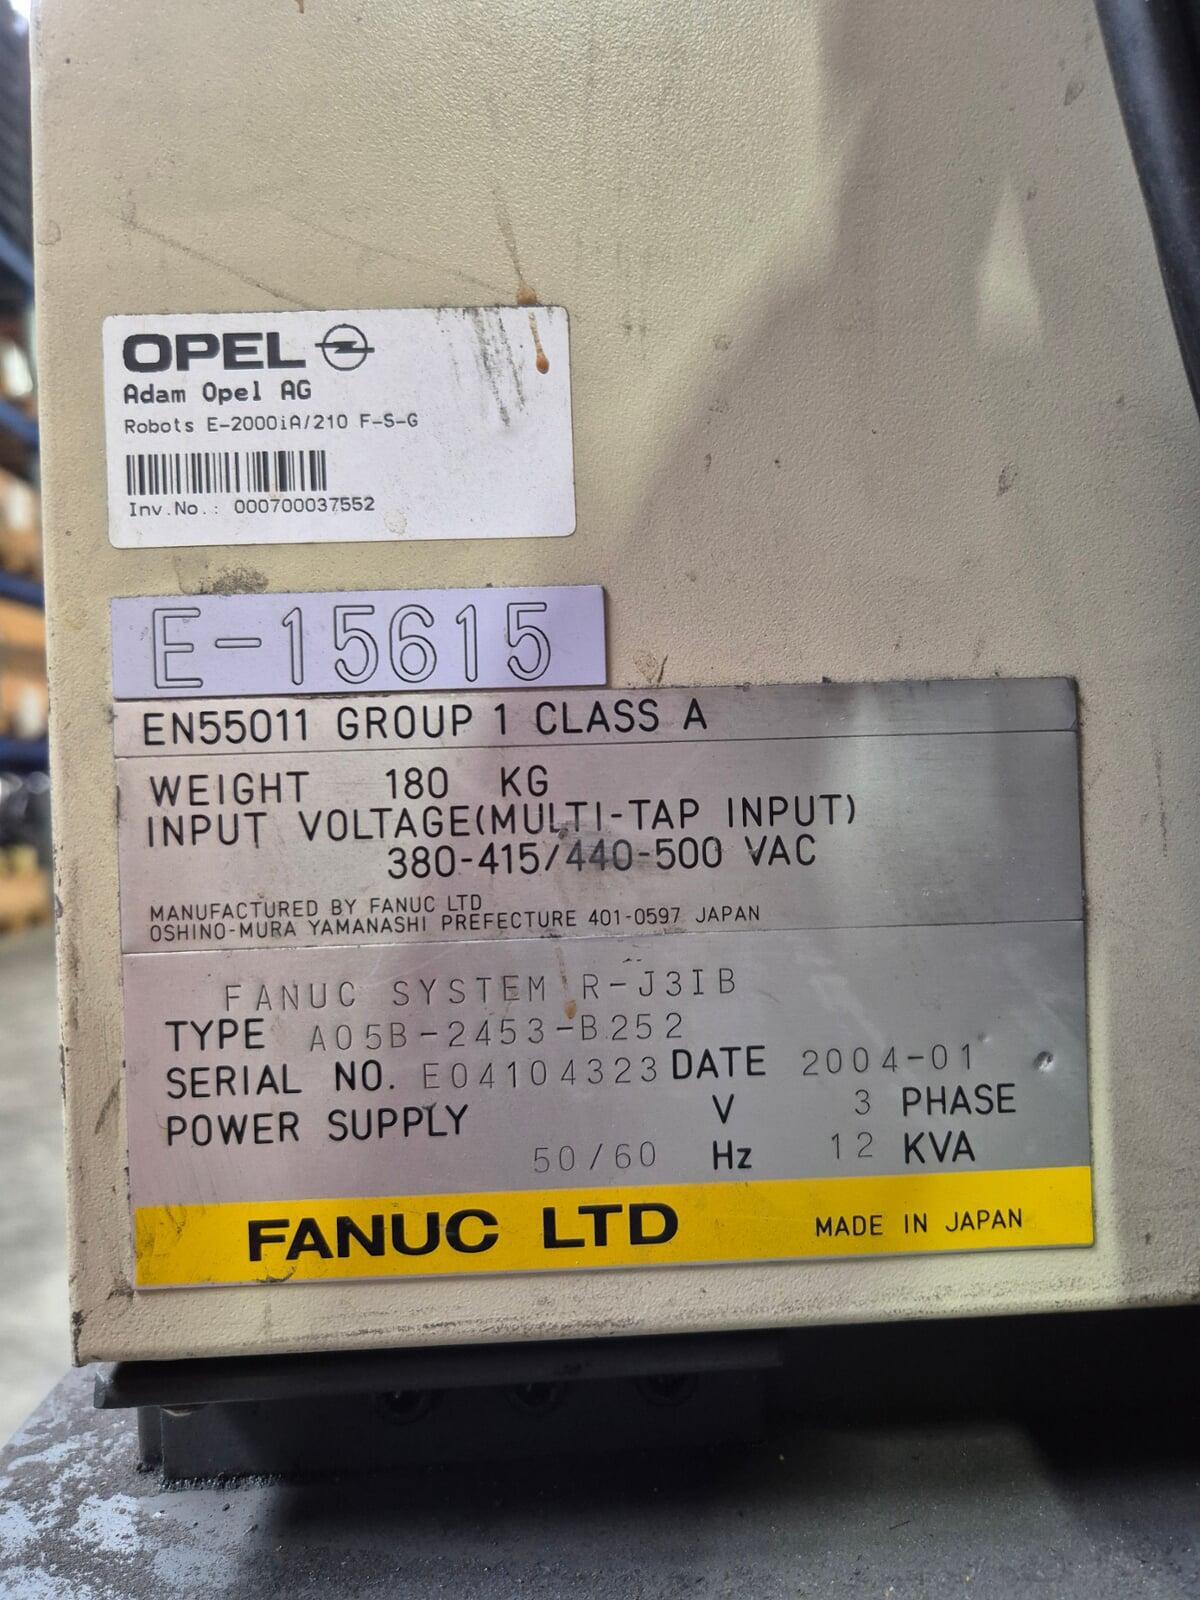 OPEL
Adam Opel AG
Robots E-2000iA/210 F-S-G
Inv.No.: 000700037552
E-15615
EN55011 GROUP 1 CLASS A
WEIGHT 180 KG
INPUT VOLTAGE(MULTI-TAP INPUT)
380-415/440-500 VAC
MANUFACTURED BY FANUC LTD
OSHINO-MURA YAMANASHI PREFECTURE 401-0597 JAPAN
FANUC SYSTEM R-J3IB
TYPE A05B-2453-B252
SERIAL NO. E04104323 DATE 2004-01
POWER SUPPLY V 3 PHASE
50/60 Hz 12 KVA
FANUC LTD MADE IN JAPAN